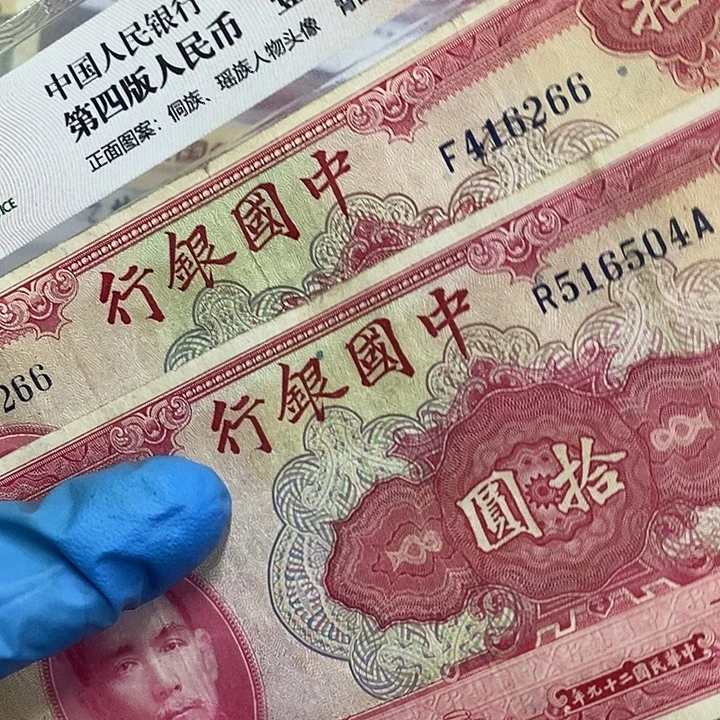 中国人民银行
第四版人民币
正面图案：侗族、瑶族人物头像
ICE
拾
F416266
中國銀行
266
R516504A
中國銀行
拾圓
中華民國二十九年